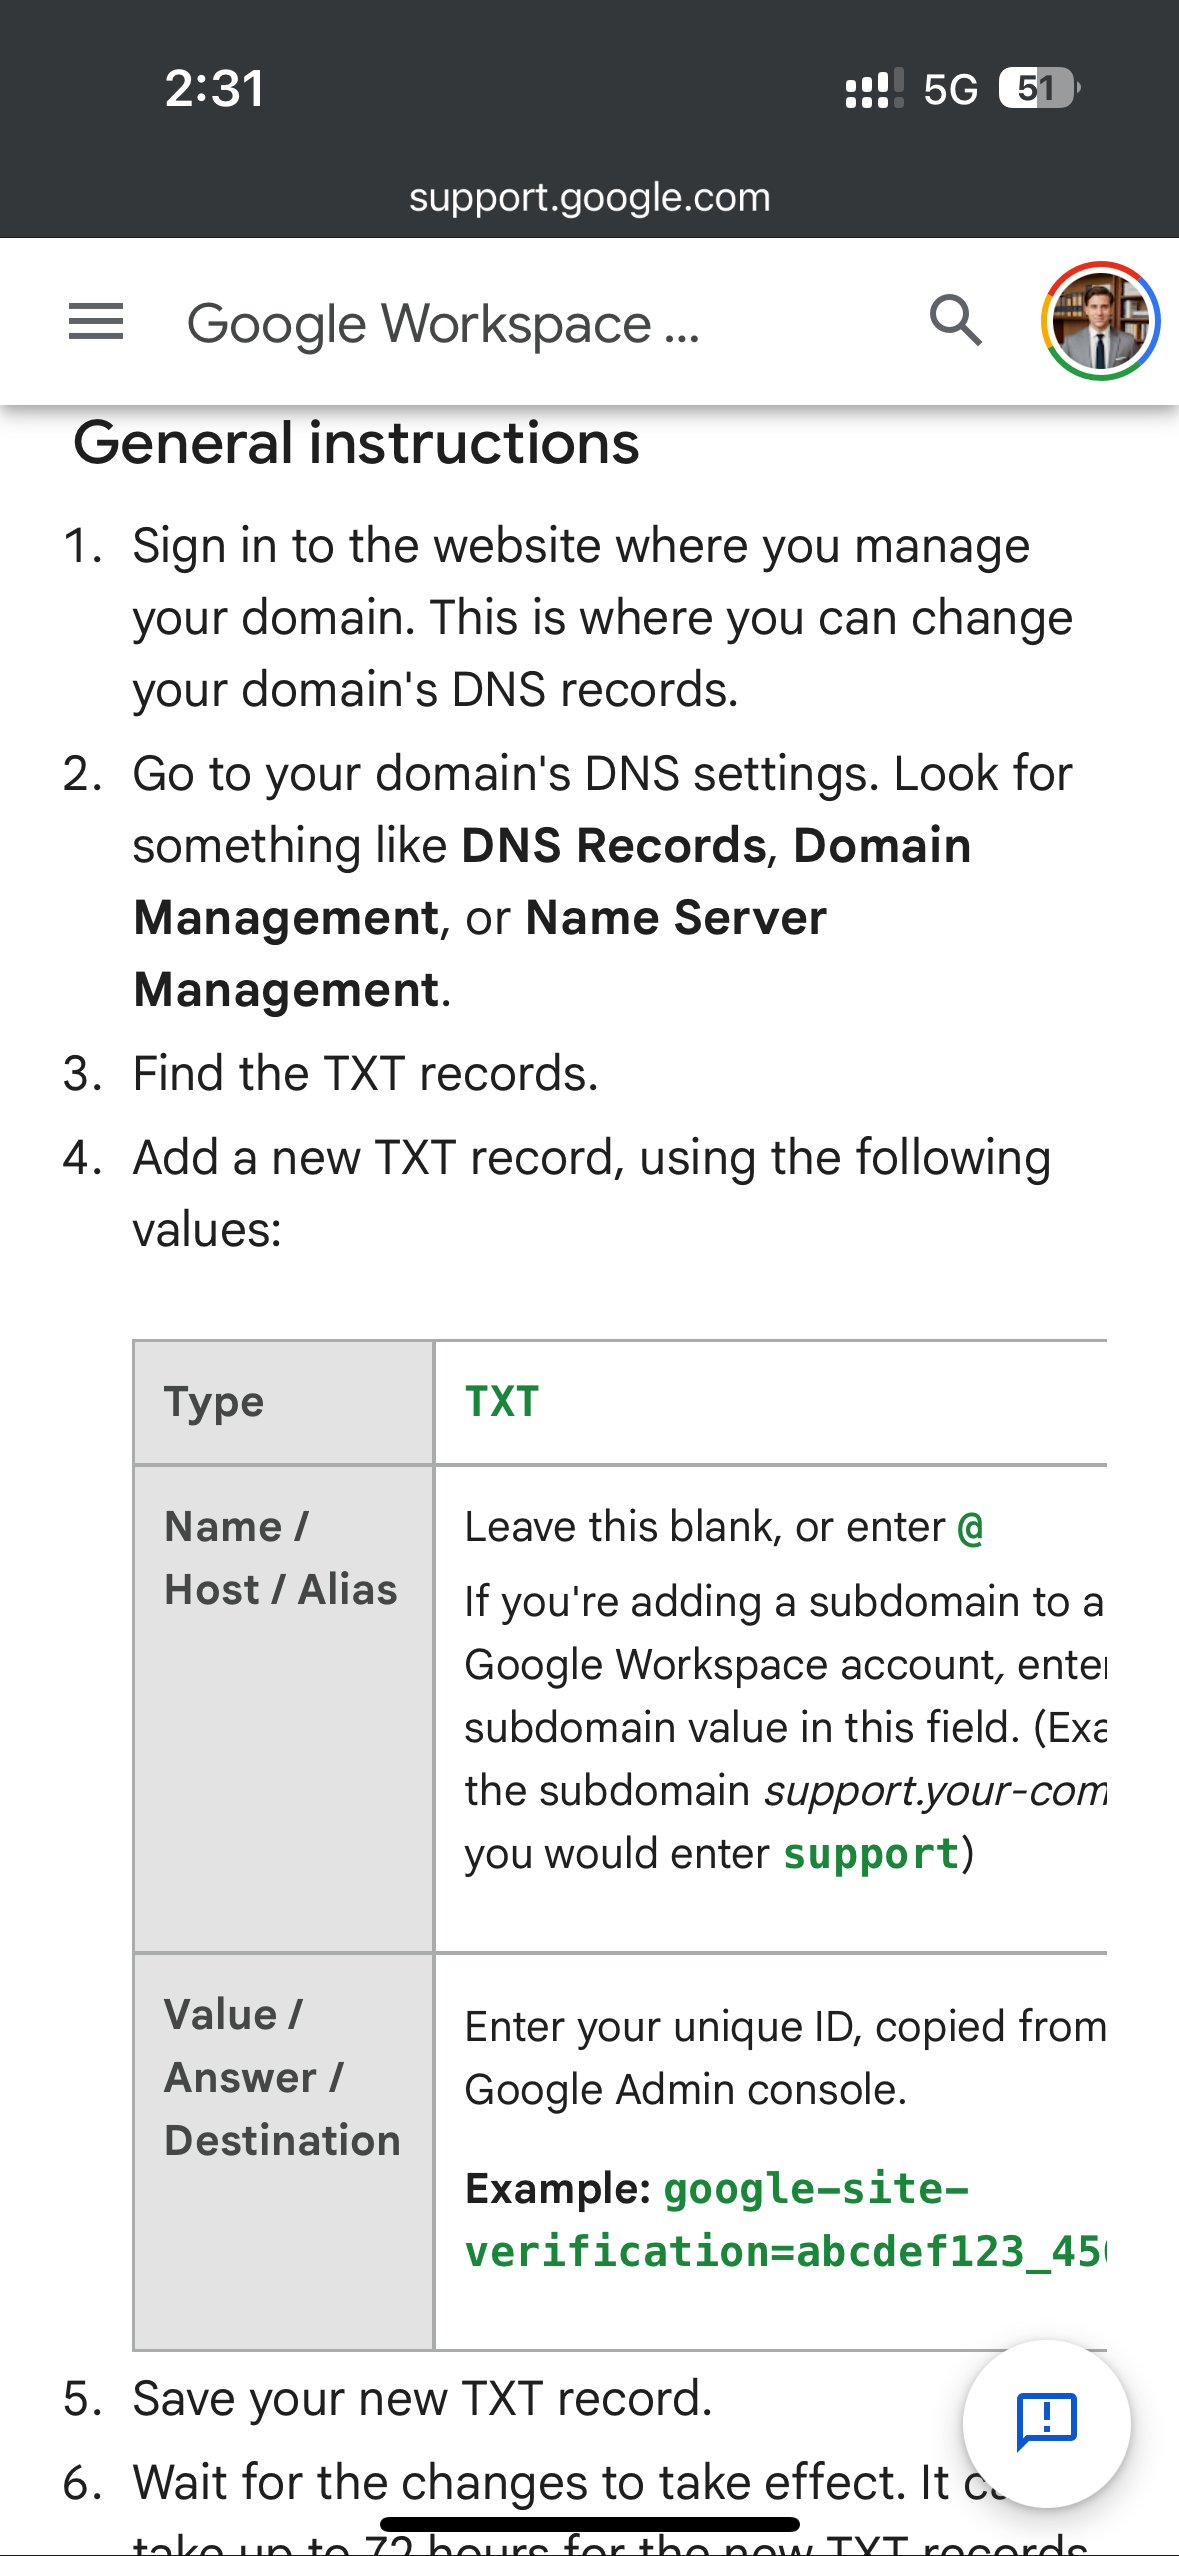 2:31
5G 51
support.google.com
Google Workspace ...
General instructions
1. Sign in to the website where you manage
your domain. This is where you can change
your domain's DNS records.
2. Go to your domain's DNS settings. Look for
something like DNS Records, Domain
Management, or Name Server
Management.
3. Find the TXT records.
4. Add a new TXT record, using the following
values:
Type
TXT
Name /
Host / Alias
Leave this blank, or enter @
If you're adding a subdomain to a
Google Workspace account, enter
subdomain value in this field. (Exa
the subdomain support.your-com
you would enter support)
Value /
Answer /
Destination
Enter your unique ID, copied from
Google Admin console.
Example: google-site-
verification=abcdef123_45
5. Save your new TXT record.
6. Wait for the changes to take effect. It
take up to 72 hours for the new TXT records